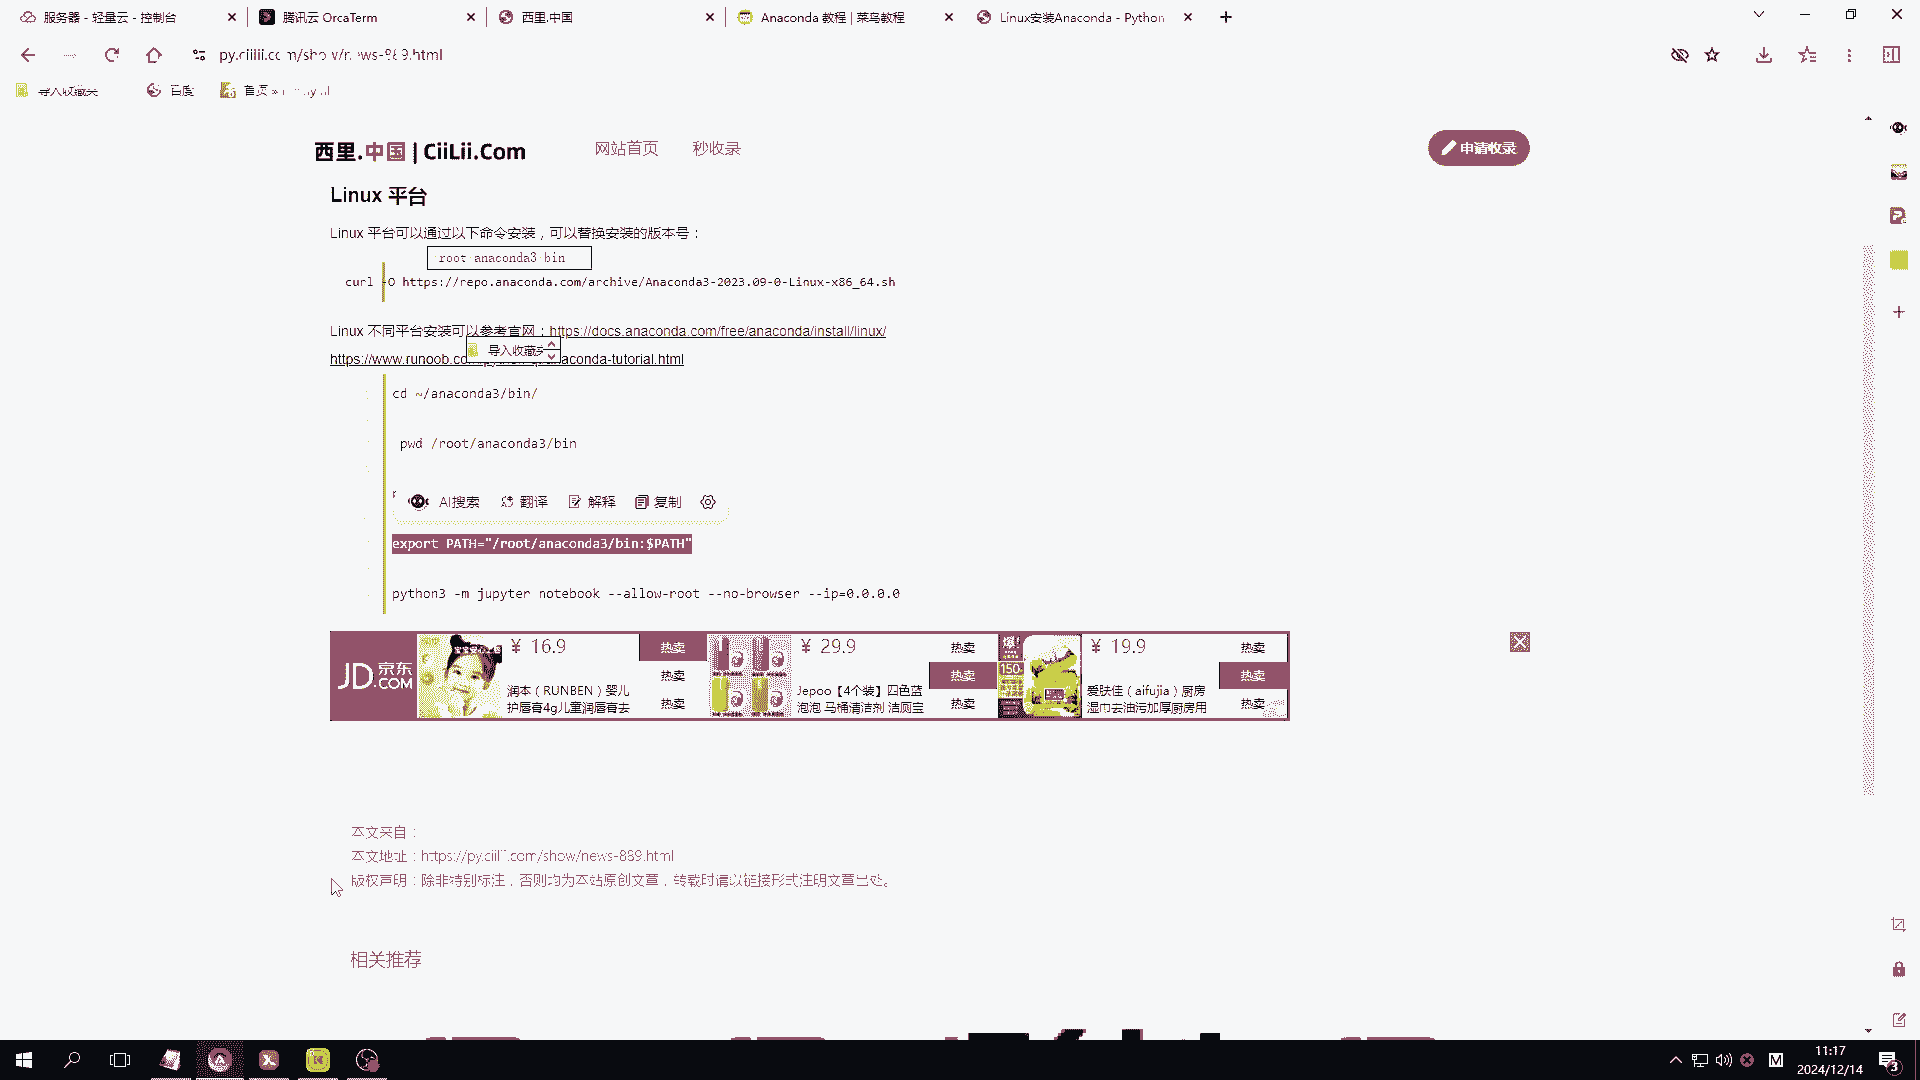 服务器 - 轻量云 - 控制台
腾讯云 OrcaTerm
西里.中国
Anaconda 教程 | 菜鸟教程
Linux安装Anaconda - Python
导入收藏夹
百度
首页 »
西里.中国 | CiiLii.Com
网站首页
秒收录
申请收录
Linux 平台
Linux 平台可以通过以下命令安装，可以替换安装的版本号：
root anaconda3 bin
curl -O https://repo.anaconda.com/archive/Anaconda3-2023.09-0-Linux-x86_64.sh
Linux 不同平台安装可以参考官网：https://docs.anaconda.com/free/anaconda/install/linux/
导入收藏夹
https://www.runoob.co anaconda-tutorial.html
cd ~/anaconda3/bin/
pwd /root/anaconda3/bin
AI搜索 翻译 解释 复制
export PATH="/root/anaconda3/bin:$PATH"
python3 -m jupyter notebook --allow-root --no-browser --ip=0.0.0.0
JD.COM 京东
¥ 16.9
润本（RUNBEN）婴儿
护唇膏4g儿童润唇膏去
热卖
热卖
热卖
¥ 29.9
Jepoo【4个装】四色蓝
泡泡 马桶清洁剂 洁厕宝
热卖
热卖
热卖
150
¥ 19.9
爱肤佳（aifujia）厨房
湿巾去油污加厚厨房用
热卖
热卖
热卖
本文来自：
本文地址：https://py.ciilii.com/show/news-889.html
版权声明：除非特别标注，否则均为本站原创文章，转载时请以链接形式注明文章出处。
相关推荐
11:17
2024/12/14
3